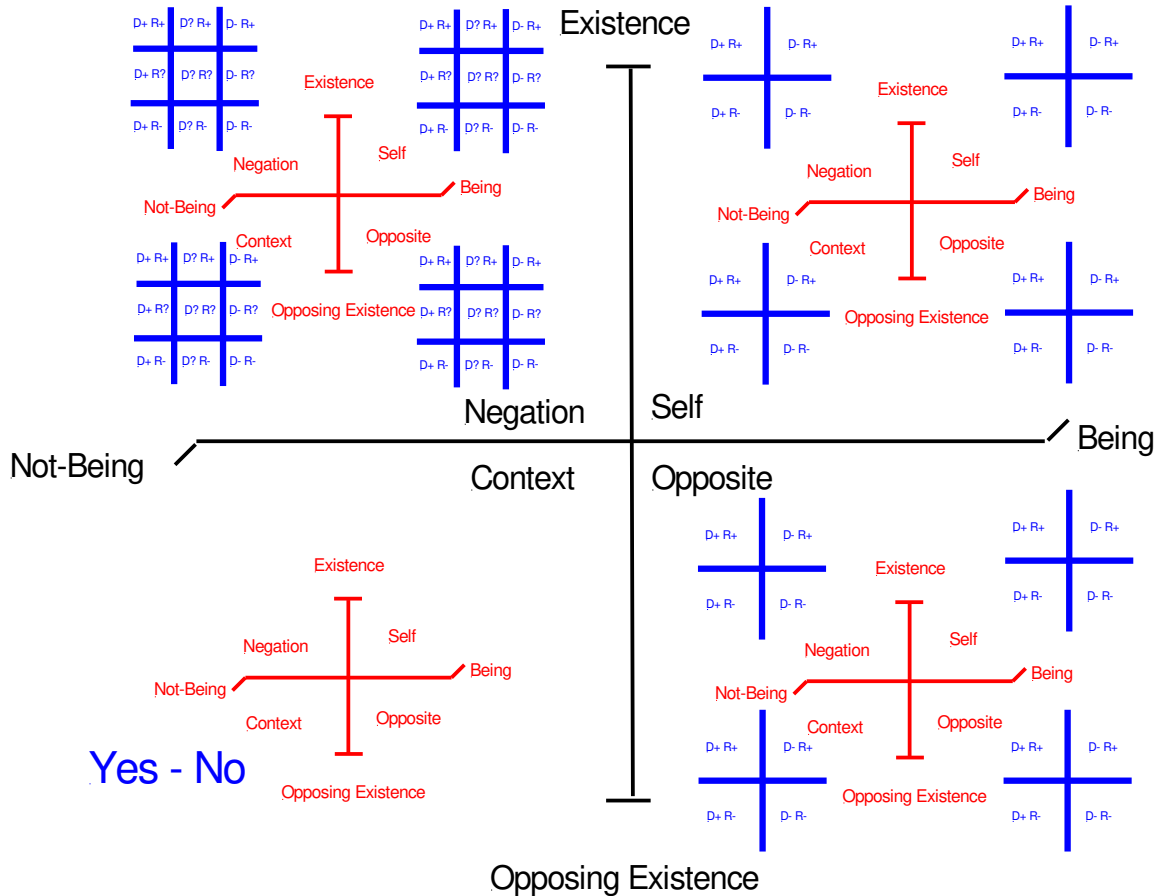 Existence
D+ R+ D? R+ D- R+
D+ R? D? R? D- R?
D+ R- D? R- D- R-
D+ R+ D? R+ D- R+
D+ R? D? R? D- R?
D+ R- D? R- D- R-
Existence
Negation Self
Not-Being Being
Context Opposite
Opposing Existence
D+ R+ D? R+ D- R+
D+ R? D? R? D- R?
D+ R- D? R- D- R-
D+ R+ D? R+ D- R+
D+ R? D? R? D- R?
D+ R- D? R- D- R-
D+ R+ D- R+
D+ R- D- R-
D+ R+ D- R+
D+ R- D- R-
Existence
Negation Self
Not-Being Being
Context Opposite
Opposing Existence
D+ R+ D- R+
D+ R- D- R-
D+ R+ D- R+
D+ R- D- R-
Negation Self
Not-Being Being
Context Opposite
Existence
Negation Self
Not-Being Being
Context Opposite
Yes - No
Opposing Existence
D+ R+ D- R+
D+ R- D- R-
D+ R+ D- R+
D+ R- D- R-
Existence
Negation Self
Not-Being Being
Context Opposite
Opposing Existence
D+ R+ D- R+
D+ R- D- R-
D+ R+ D- R+
D+ R- D- R-
Opposing Existence